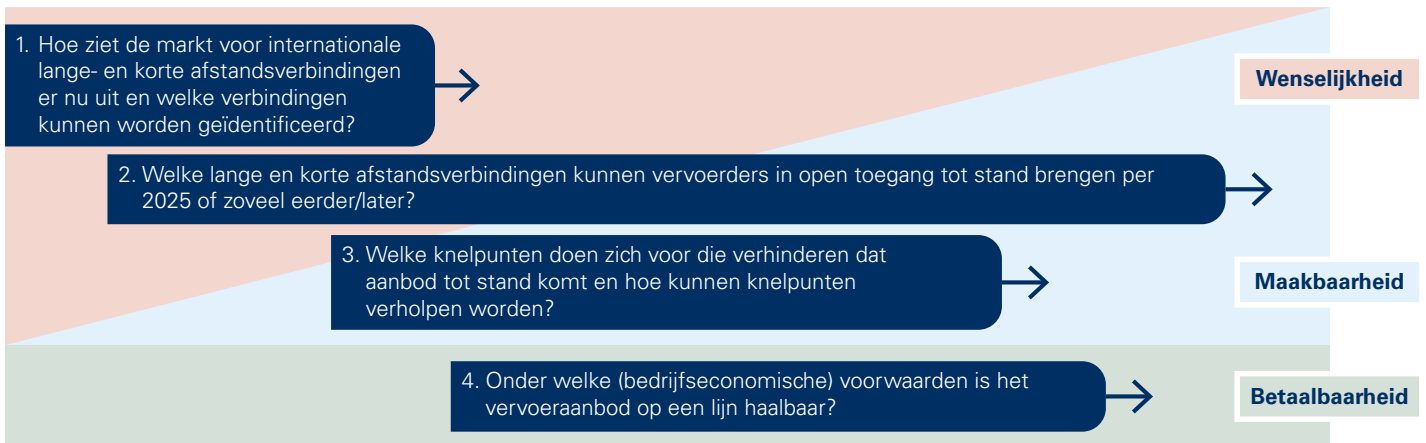 1. Hoe ziet de markt voor internationale
lange- en korte afstandsverbindingen
er nu uit en welke verbindingen
kunnen worden geïdentificeerd?
Wenselijkheid
2. Welke lange en korte afstandsverbindingen kunnen vervoerders in open toegang tot stand brengen per
2025 of zoveel eerder/later?
3. Welke knelpunten doen zich voor die verhinderen dat
aanbod tot stand komt en hoe kunnen knelpunten
verholpen worden?
Maakbaarheid
4. Onder welke (bedrijfseconomische) voorwaarden is het
vervoeraanbod op een lijn haalbaar?
Betaalbaarheid